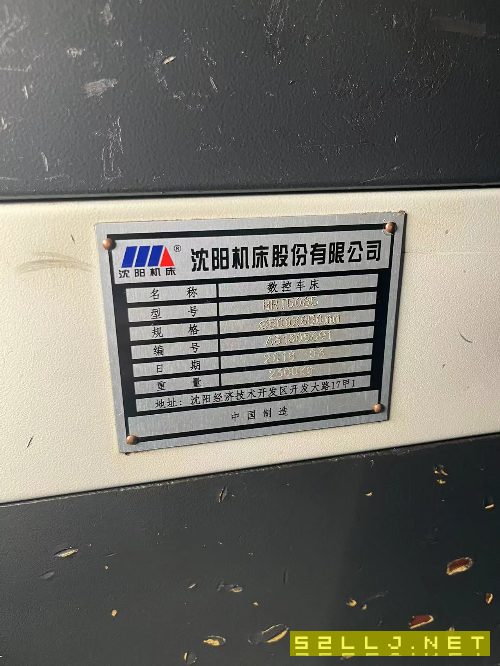 沈阳机床®
沈阳机床股份有限公司
名 称 数控车床
型 号
规 格
编 号
日 期
重 量
地址：沈阳经济技术开发区开发大路17甲1
中国制造
52LLJ.NET